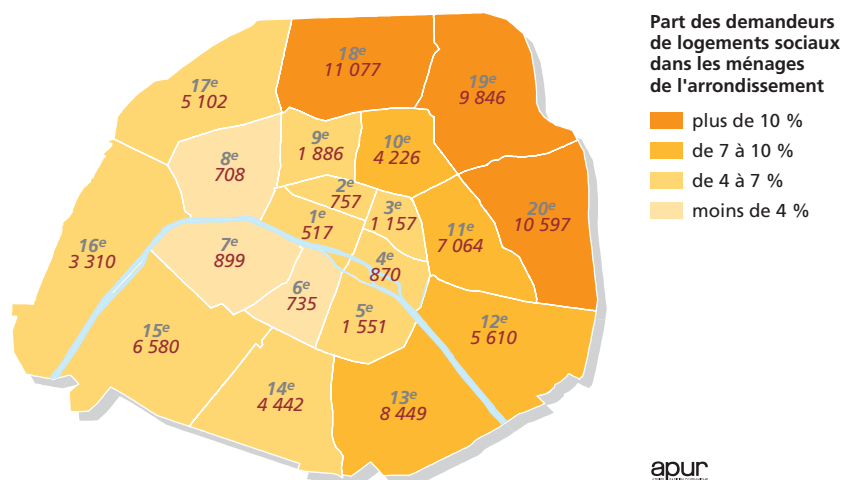 Part des demandeurs
de logements sociaux
dans les ménages
de l'arrondissement
plus de 10 %
de 7 à 10 %
de 4 à 7 %
moins de 4 %
18e
11 077
19e
9 846
17e
5 102
9e
1 886
10e
4 226
8e
708
2e
757
3e
1 157
20e
10 597
1er
517
11e
7 064
16e
3 310
7e
899
4e
870
6e
735
5e
1 551
12e
5 610
15e
6 580
14e
4 442
13e
8 449
apur